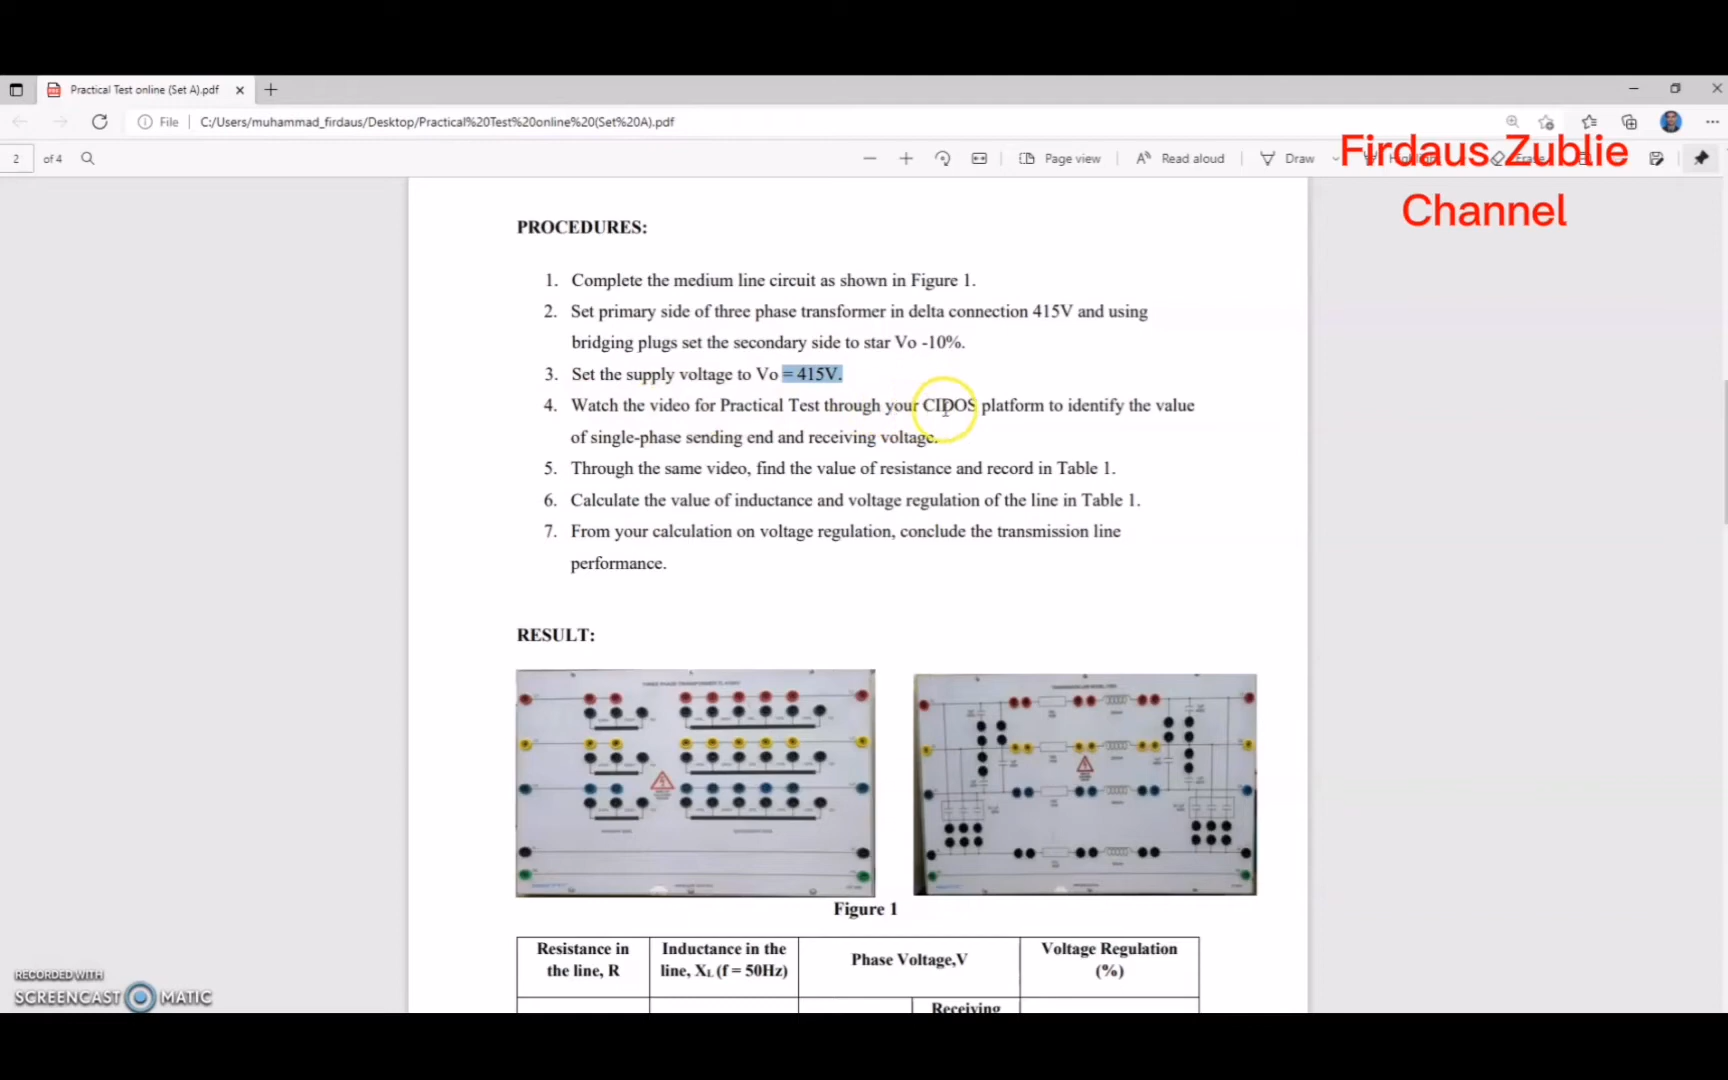 Practical Test online (Set A).pdf
File
C:/Users/muhammad_firdaus/Desktop/Practical%20Test%20online%20(Set%20A).pdf
2 of 4
Page view
Read aloud
Draw
Firdaus Zublie
Channel
PROCEDURES:
1. Complete the medium line circuit as shown in Figure 1.
2. Set primary side of three phase transformer in delta connection 415V and using
bridging plugs set the secondary side to star Vo -10%.
3. Set the supply voltage to Vo = 415V.
4. Watch the video for Practical Test through your CIDOS platform to identify the value
of single-phase sending end and receiving voltage.
5. Through the same video, find the value of resistance and record in Table 1.
6. Calculate the value of inductance and voltage regulation of the line in Table 1.
7. From your calculation on voltage regulation, conclude the transmission line
performance.
RESULT:
Figure 1
Resistance in
the line, R
Inductance in the
line, XL (f = 50Hz)
Phase Voltage,V
Voltage Regulation
(%)
Receiving
RECORDED WITH
SCREENCAST MATIC